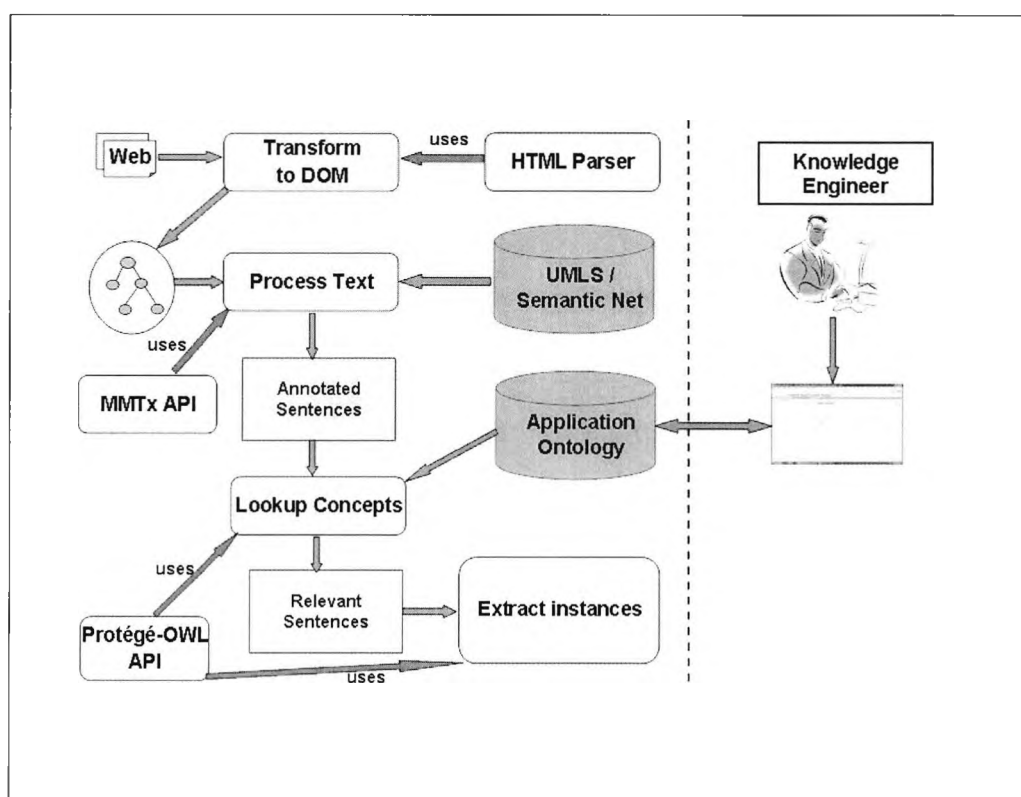 Web
Transform
to DOM
uses
HTML Parser
Knowledge
Engineer
Process Text
UMLS /
Semantic Net
uses
MMTx API
Annotated
Sentences
Application
Ontology
Lookup Concepts
uses
Relevant
Sentences
Extract instances
Protégé-OWL
API
uses